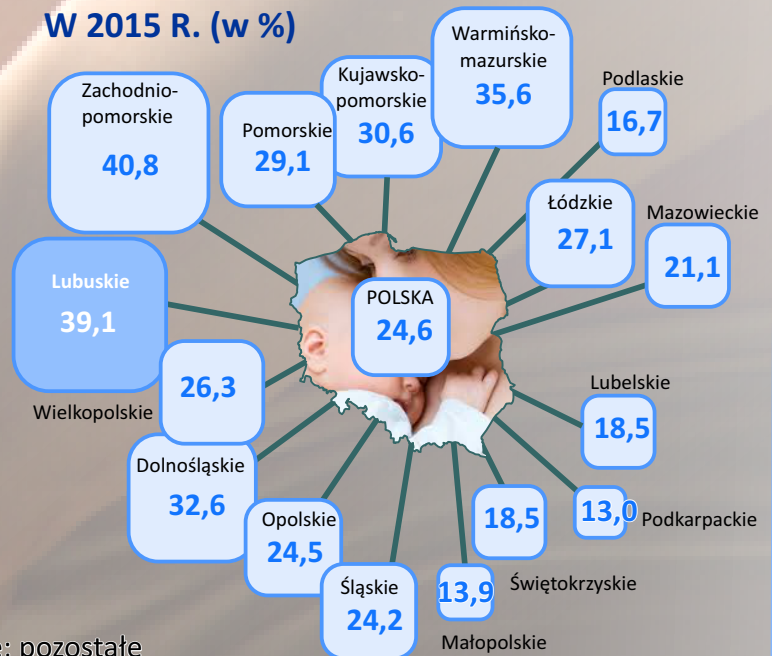 W 2015 R. (w %)
Zachodnio-
pomorskie
40,8
Pomorskie
29,1
Kujawsko-
pomorskie
30,6
Warmińsko-
mazurskie
35,6
Podlaskie
16,7
Łódzkie
27,1
Mazowieckie
21,1
Lubuskie
39,1
POLSKA
24,6
Wielkopolskie
26,3
Lubelskie
18,5
Dolnośląskie
32,6
Opolskie
24,5
Śląskie
24,2
13,9
Małopolskie
18,5
Świętokrzyskie
13,0
Podkarpackie
pozostałe